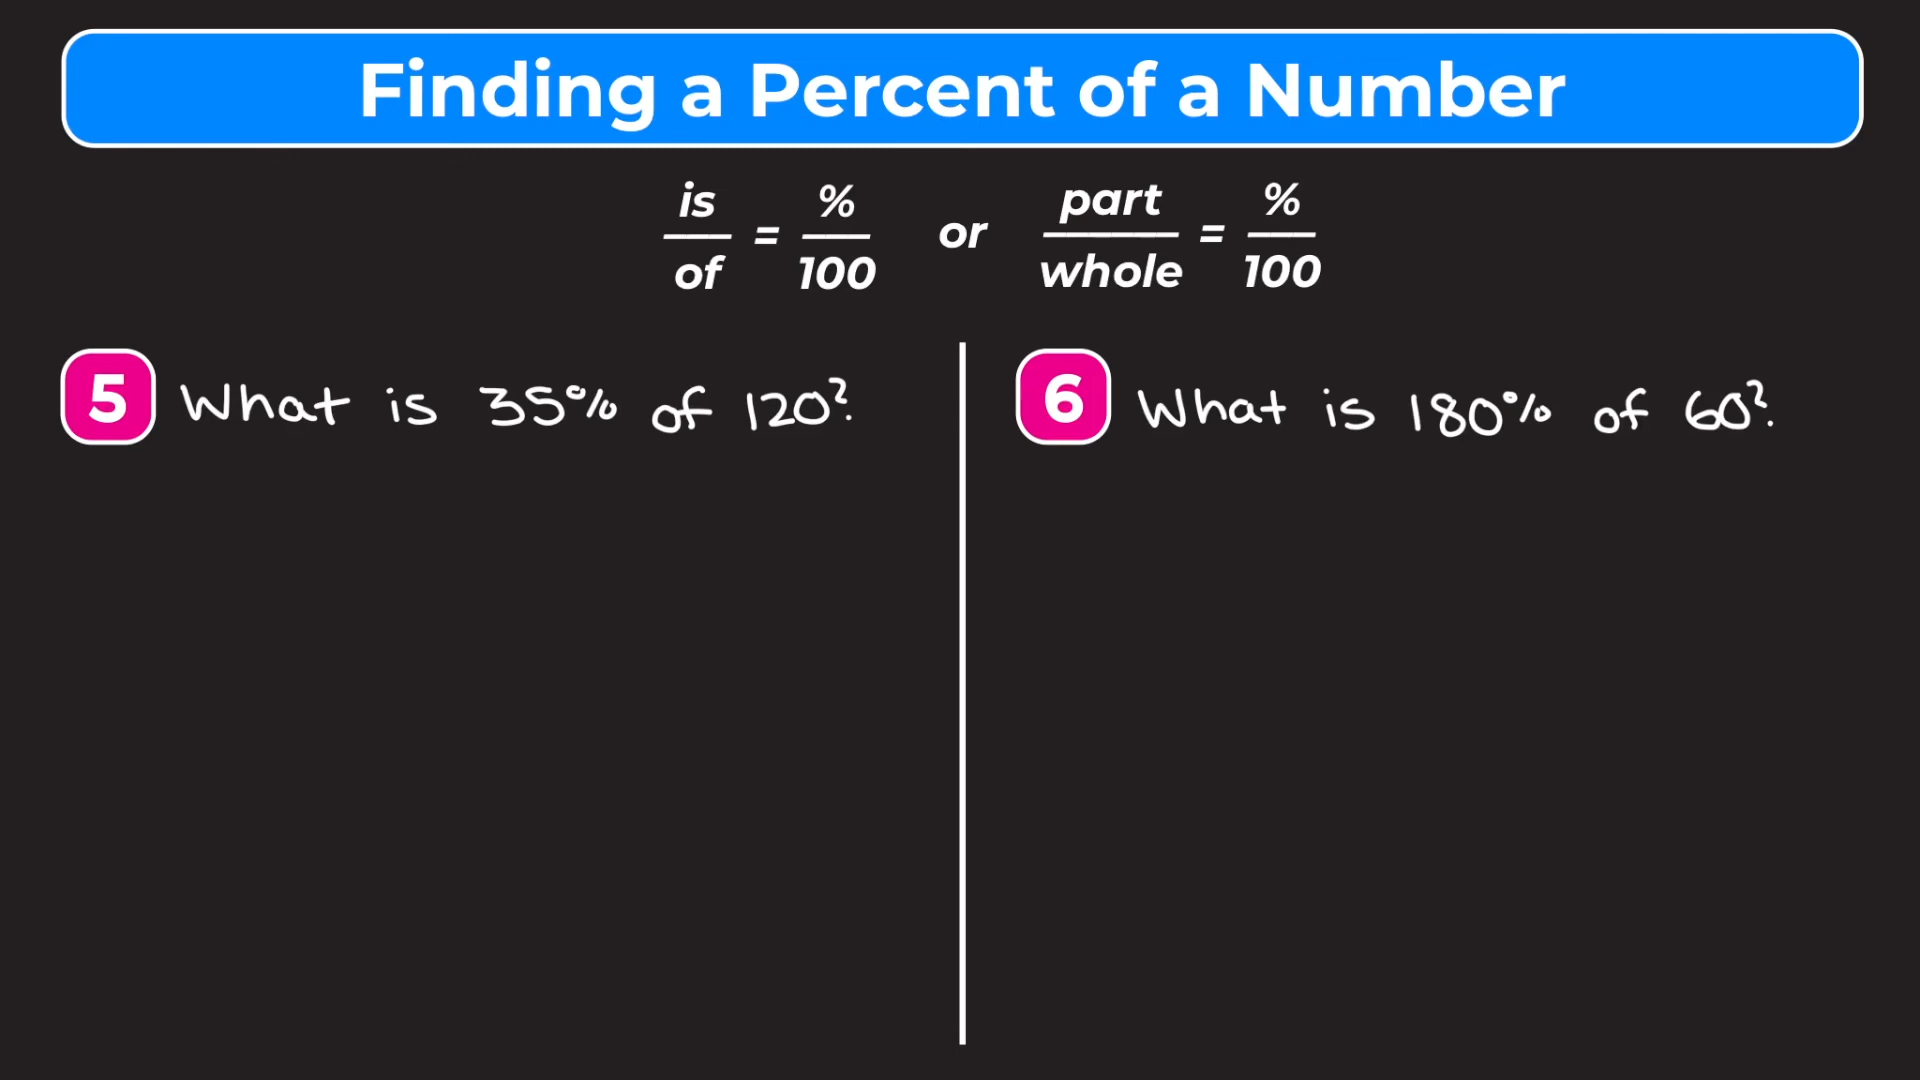 Finding a Percent of a Number
is/of = %/100 or part/whole = %/100
5 What is 35% of 120?
6 What is 180% of 60?